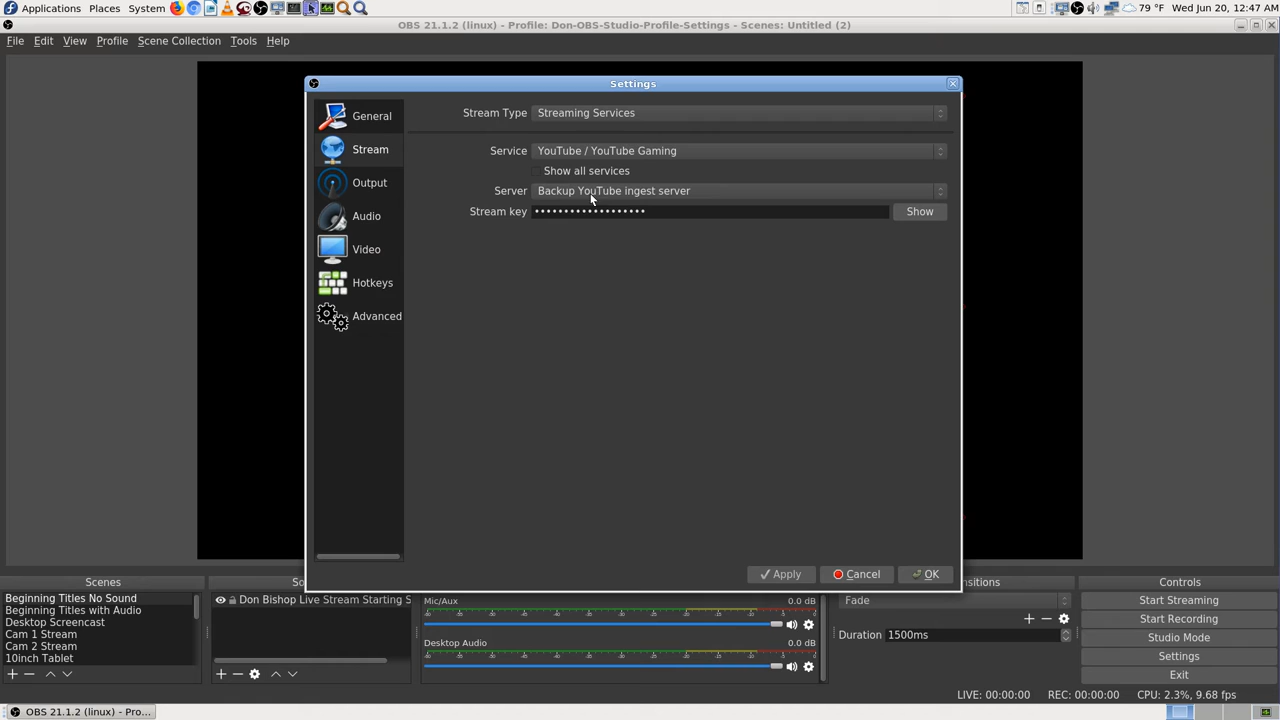 Applications Places System 79 °F Wed Jun 20, 12:47 AM
OBS 21.1.2 (linux) - Profile: Don-OBS-Studio-Profile-Settings - Scenes: Untitled (2)
File Edit View Profile Scene Collection Tools Help
Settings
General
Stream
Output
Audio
Video
Hotkeys
Advanced
Stream Type Streaming Services
Service YouTube / YouTube Gaming
Show all services
Server Backup YouTube ingest server
Stream key Show
Apply Cancel OK
Scenes
Beginning Titles No Sound
Beginning Titles with Audio
Desktop Screencast
Cam 1 Stream
Cam 2 Stream
10inch Tablet
So
Don Bishop Live Stream Starting S
Mic/Aux 0.0 dB
Desktop Audio 0.0 dB
nsitions
Fade
Duration 1500ms
Controls
Start Streaming
Start Recording
Studio Mode
Settings
Exit
LIVE: 00:00:00 REC: 00:00:00 CPU: 2.3%, 9.68 fps
OBS 21.1.2 (linux) - Pro...